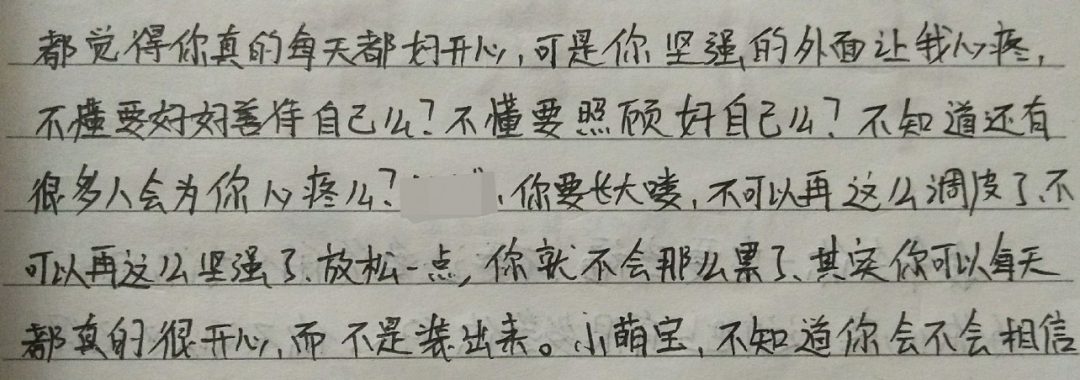 都觉得你真的每天都好开心,可是你坚强的外面让我心疼,
不懂要好好善待自己么?不懂要照顾好自己么?不知道还有
很多人会为你心疼么?、你要长大喽,不可以再这么调皮了、不
可以再这么坚强了、放松一点,你就不会那么累了、其实你可以每天
都真的很开心,而不是装出来。小萌宝,不知道你会不会相信